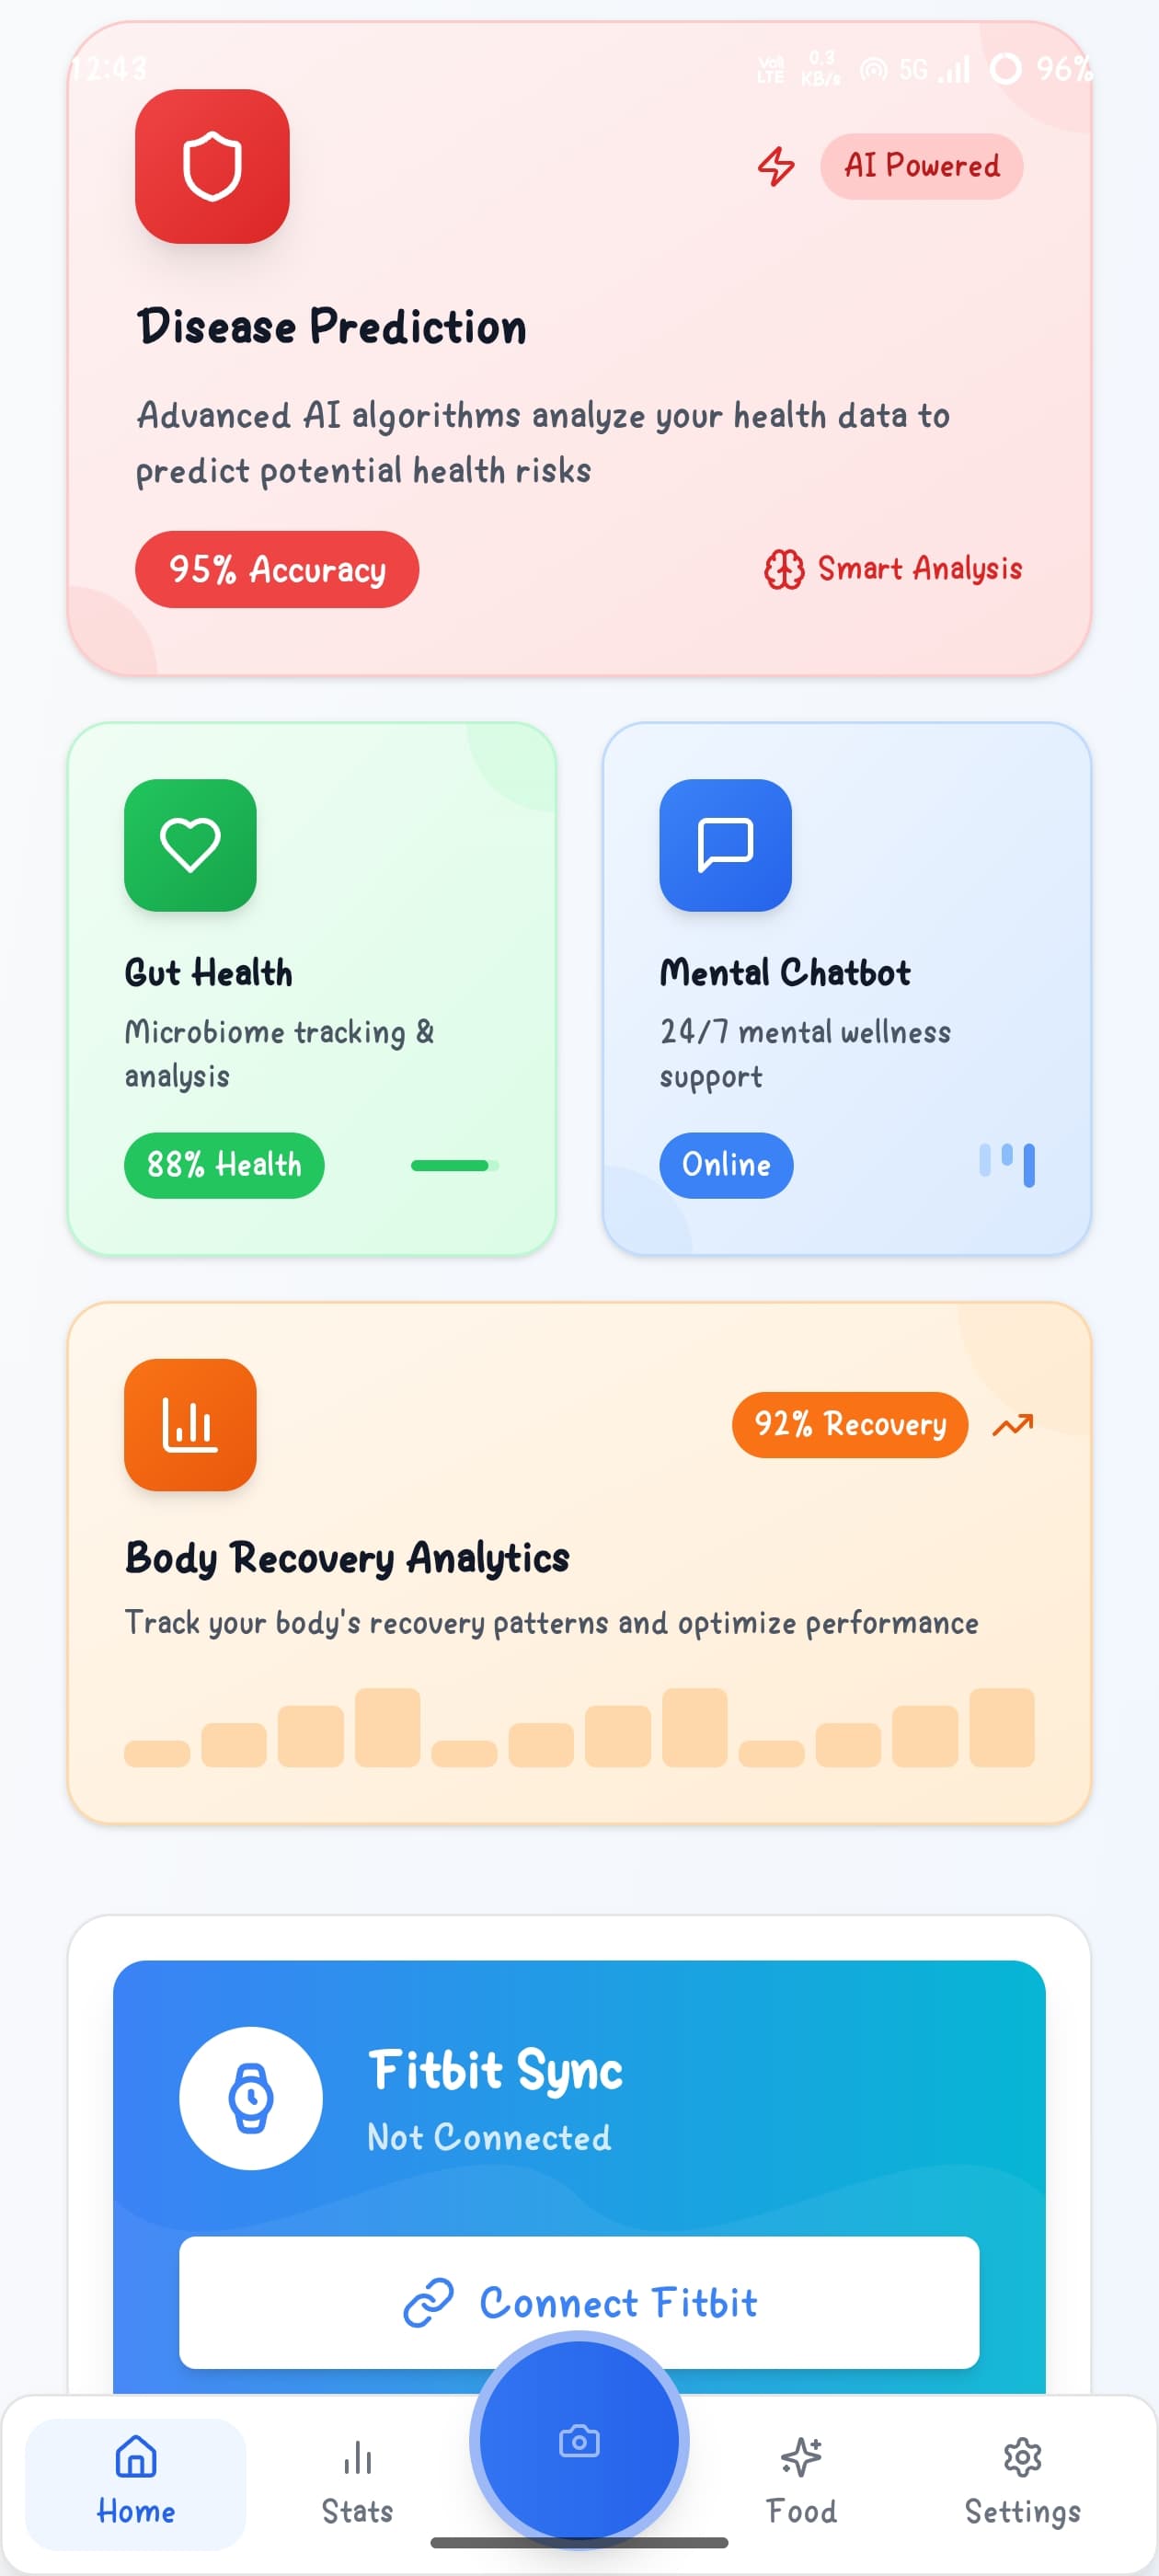 12:43
Vo)) LTE 0.3 KB/s 5G 96%
AI Powered
Disease Prediction
Advanced AI algorithms analyze your health data to
predict potential health risks
95% Accuracy
Smart Analysis
Gut Health
Microbiome tracking &
analysis
88% Health
Mental Chatbot
24/7 mental wellness
support
Online
92% Recovery
Body Recovery Analytics
Track your body's recovery patterns and optimize performance
Fitbit Sync
Not Connected
Connect Fitbit
Home
Stats
Food
Settings